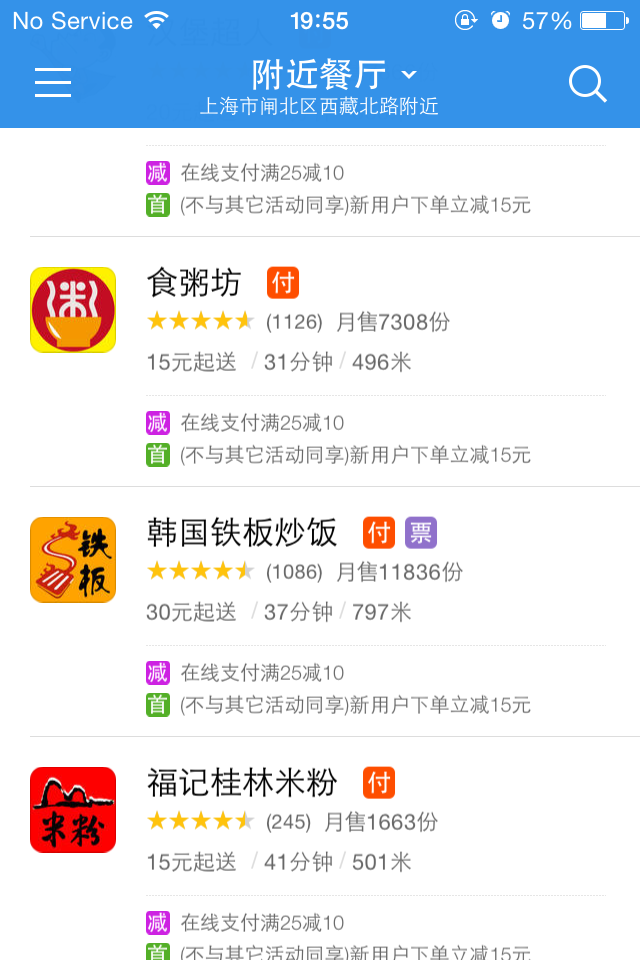 No Service 19:55 57%
附近餐厅
上海市闸北区西藏北路附近
减 在线支付满25减10
首 (不与其它活动同享)新用户下单立减15元
食粥坊 付
(1126) 月售7308份
15元起送 / 31分钟 / 496米
减 在线支付满25减10
首 (不与其它活动同享)新用户下单立减15元
铁板
韩国铁板炒饭 付 票
(1086) 月售11836份
30元起送 / 37分钟 / 797米
减 在线支付满25减10
首 (不与其它活动同享)新用户下单立减15元
米粉
福记桂林米粉 付
(245) 月售1663份
15元起送 / 41分钟 / 501米
减 在线支付满25减10
首 (不与其它活动同享)新用户下单立减15元